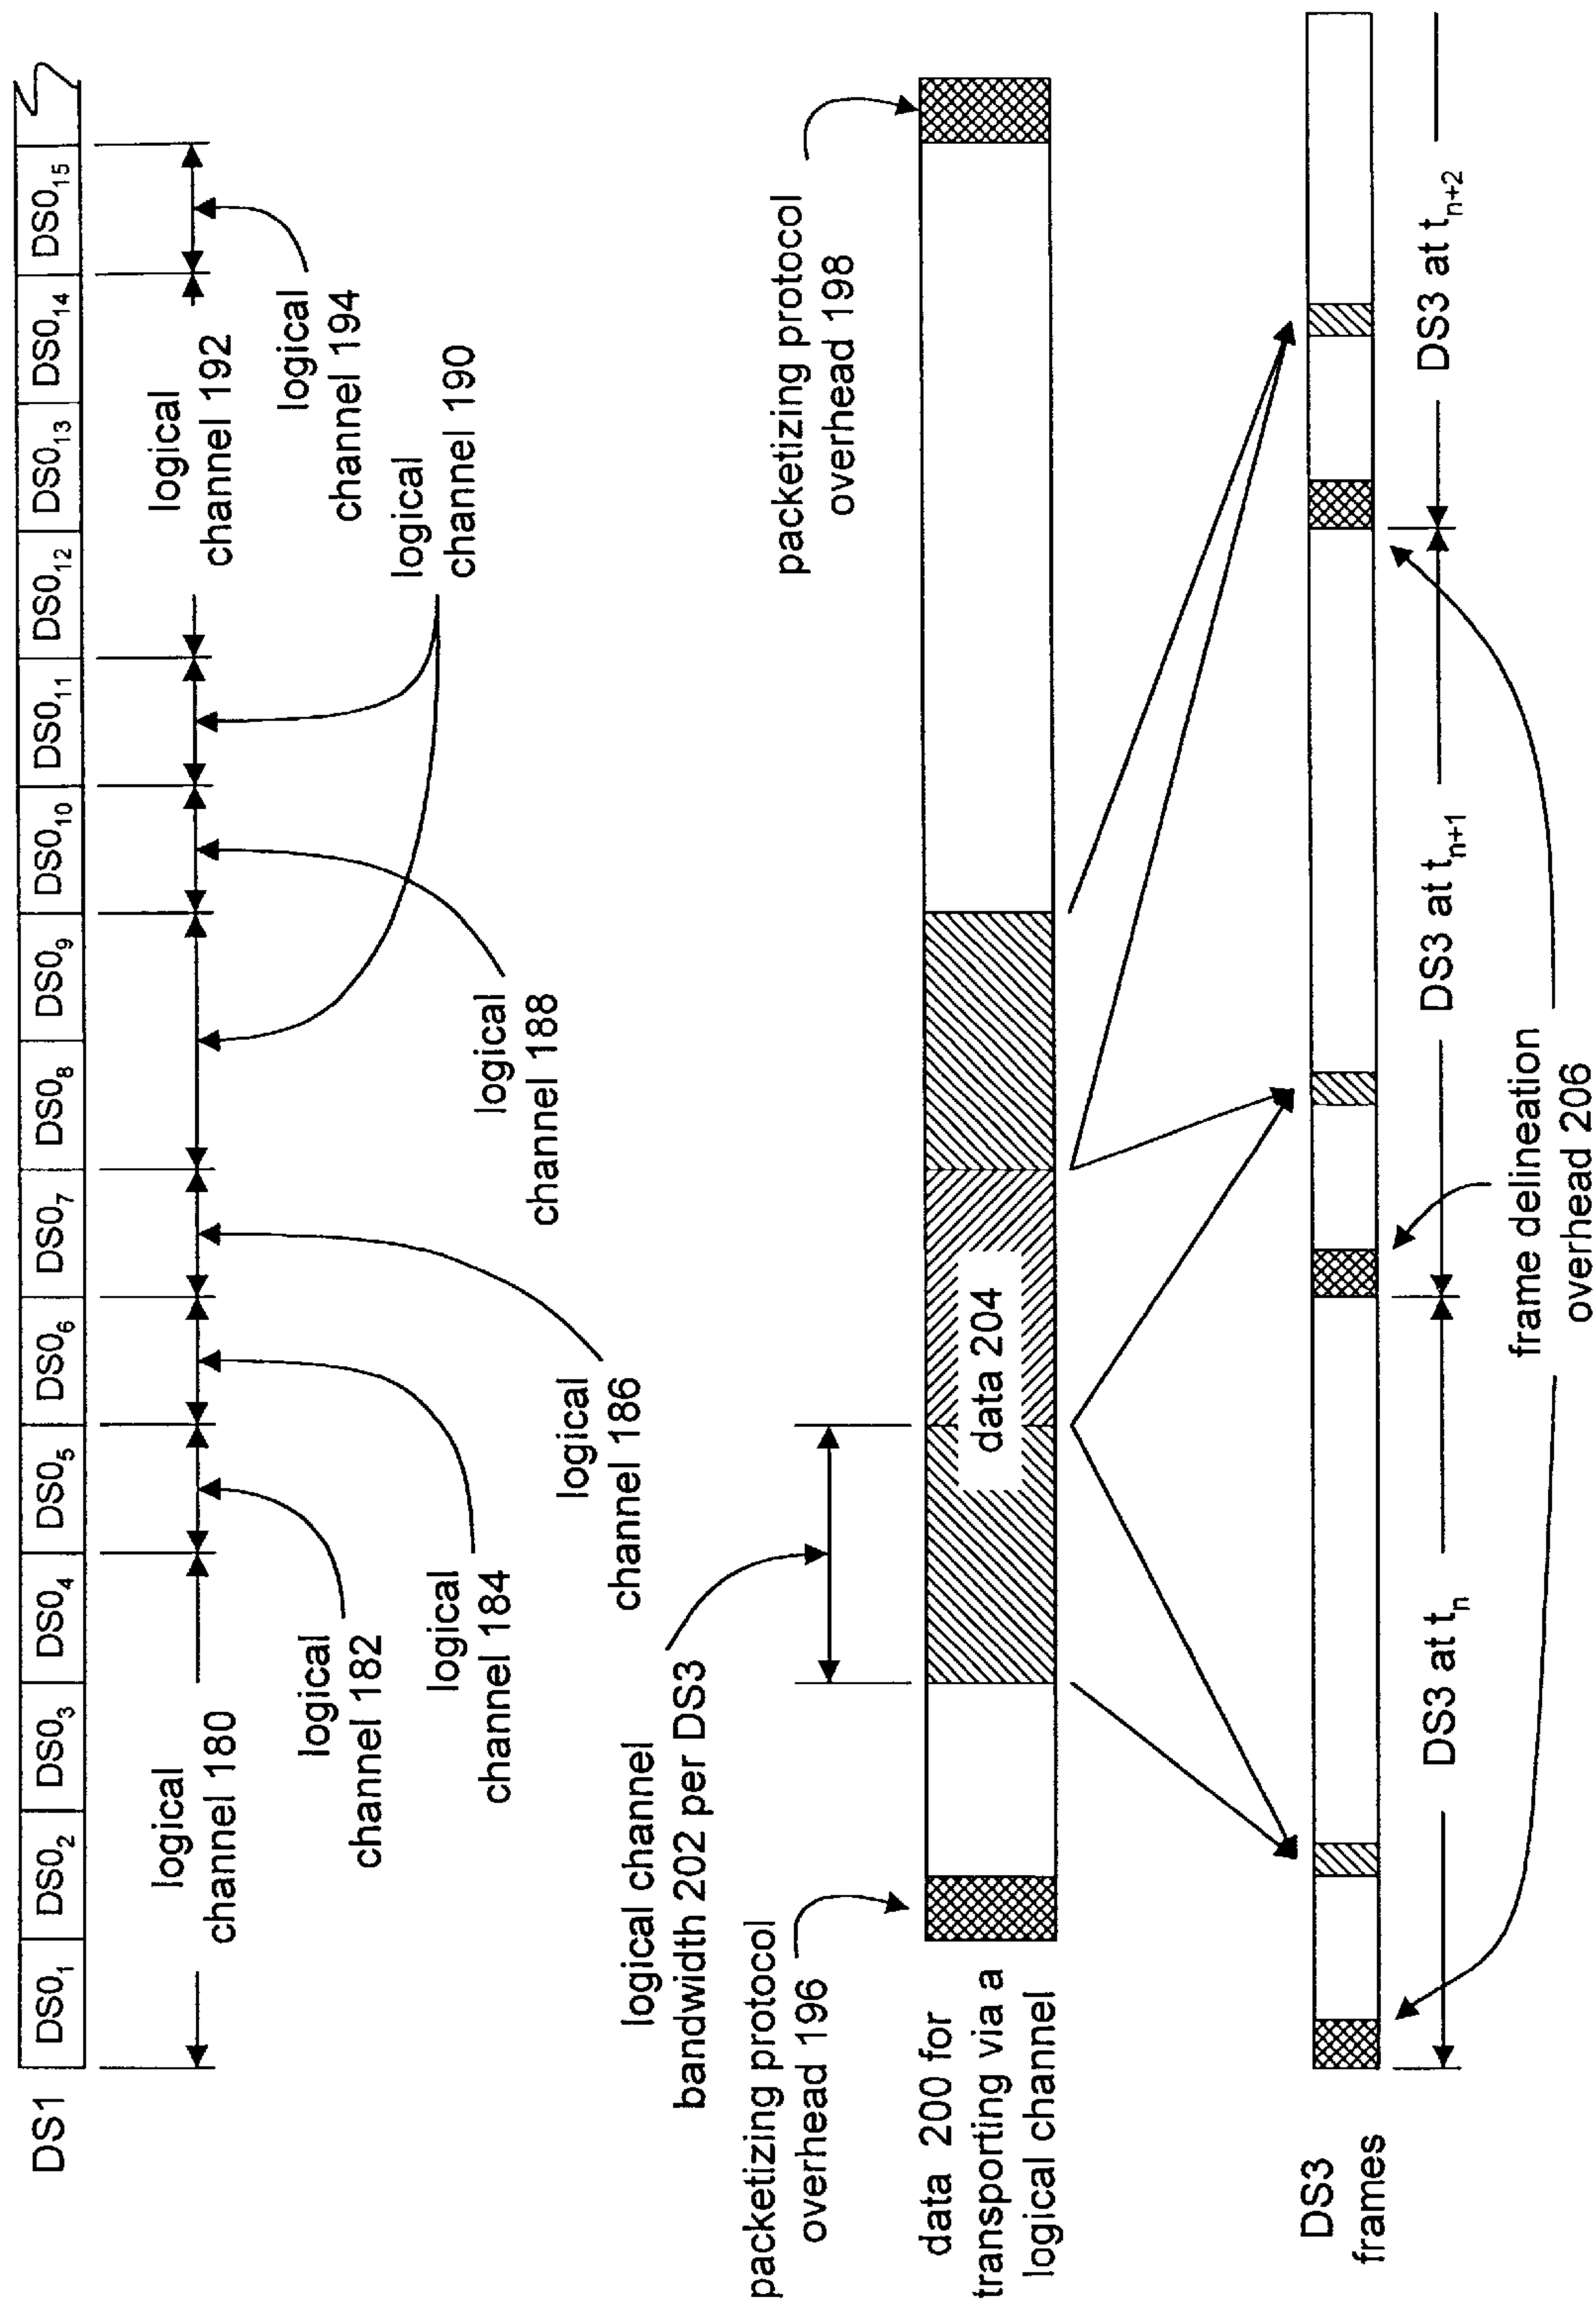 DS1
DS0₁ DS0₂ DS0₃ DS0₄ DS0₅ DS0₆ DS0₇ DS0₈ DS0₉ DS0₁₀ DS0₁₁ DS0₁₂ DS0₁₃ DS0₁₄ DS0₁₅
logical
channel 180
logical
channel 182
logical
channel 184
logical
channel 186
logical
channel 188
logical
channel 190
logical
channel 192
logical
channel 194
logical channel
bandwidth 202 per DS3
packetizing protocol
overhead 196
packetizing protocol
overhead 198
data 200 for
transporting via a
logical channel
data 204
DS3
frames
DS3 at tₙ
DS3 at tₙ₊₁
DS3 at tₙ₊₂
frame delineation
overhead 206